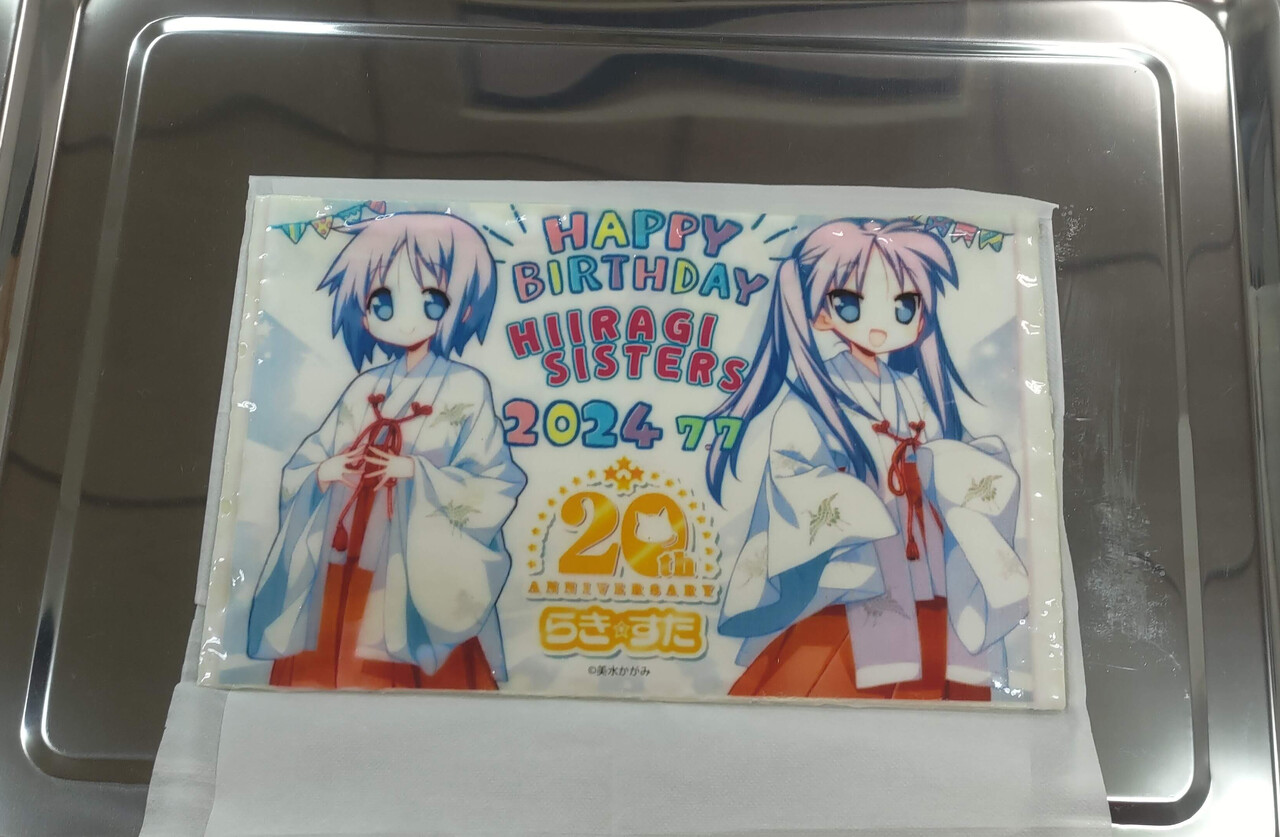 HAPPY
BIRTHDAY
HIIRAGI
SISTERS
2024 7.7
20th
ANNIVERSARY
らき☆すた
©美水かがみ